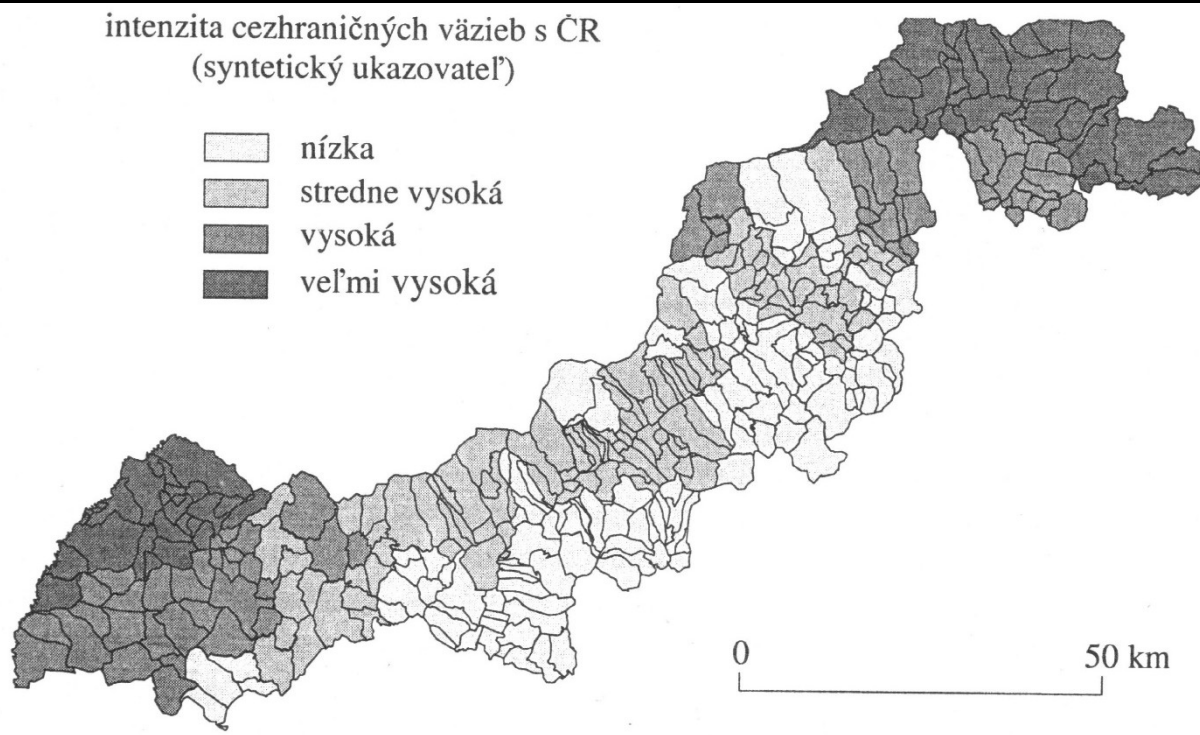 intenzita cezhraničných väzieb s ČR
(syntetický ukazovateľ)
nízka
stredne vysoká
vysoká
veľmi vysoká
0 50 km